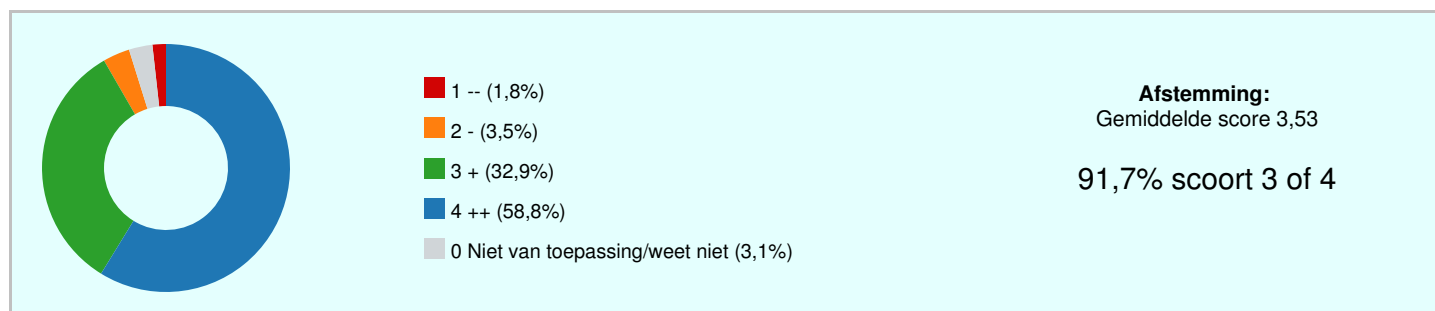 1 -- (1,8%)
2 - (3,5%)
3 + (32,9%)
4 ++ (58,8%)
0 Niet van toepassing/weet niet (3,1%)
Afstemming:
Gemiddelde score 3,53
91,7% scoort 3 of 4